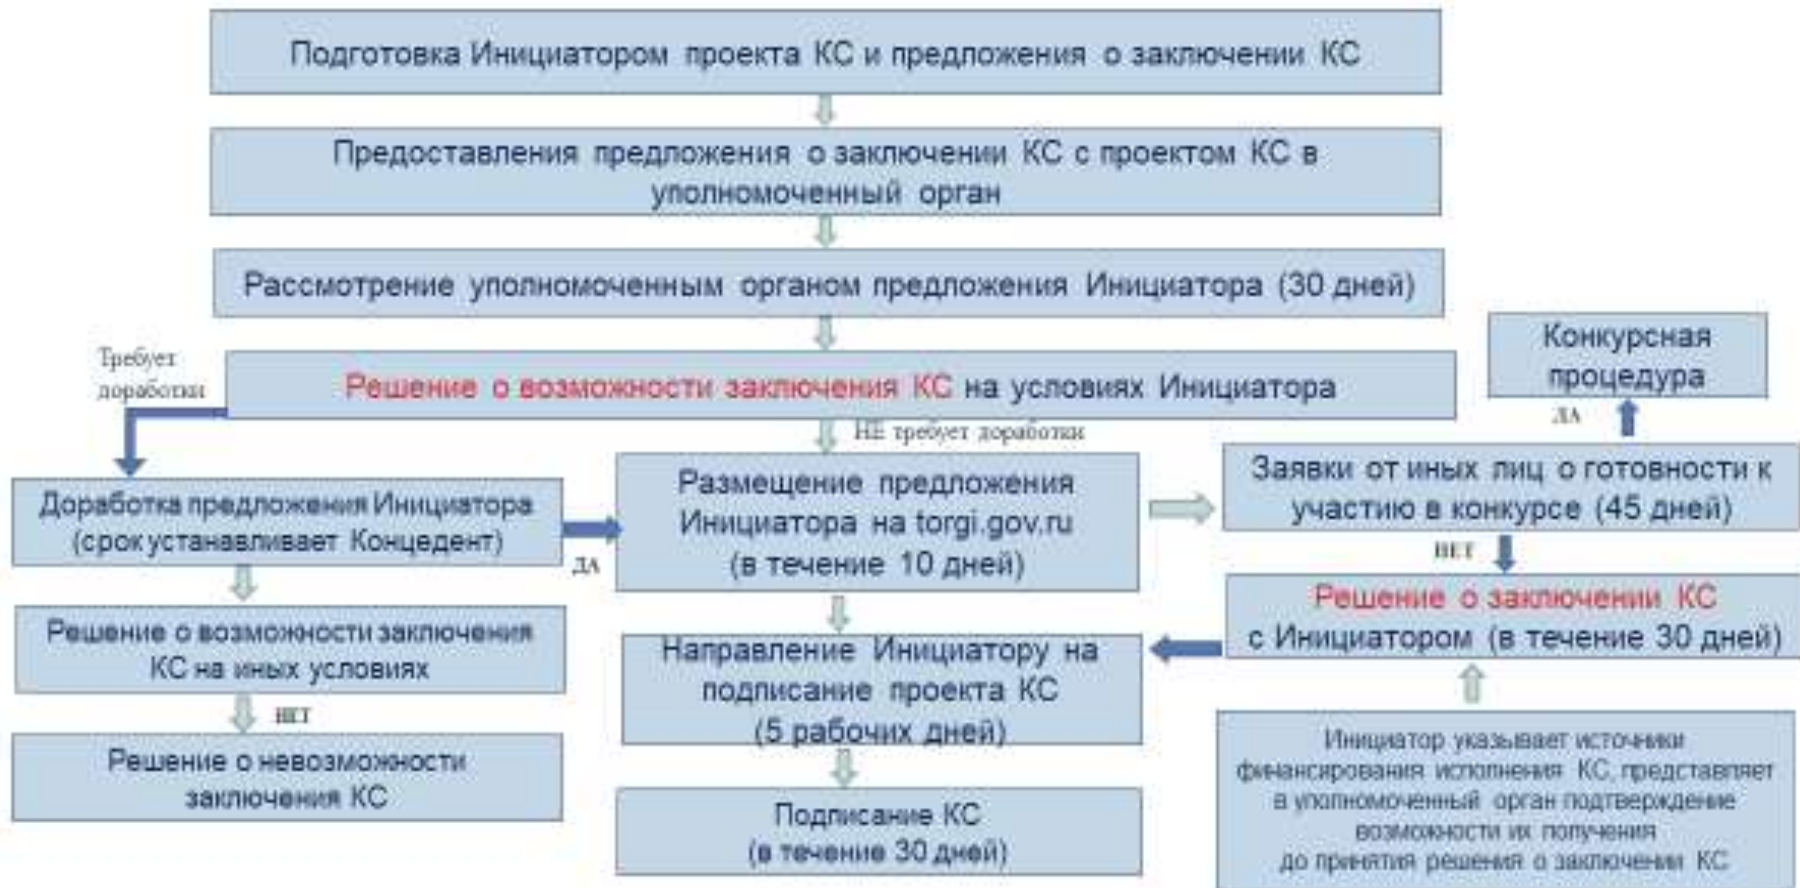 Подготовка Инициатором проекта КС и предложения о заключении КС
Предоставления предложения о заключении КС с проектом КС в
уполномоченный орган
Рассмотрение уполномоченным органом предложения Инициатора (30 дней)
Требует
доработки
Решение о возможности заключения КС на условиях Инициатора
Конкурсная
процедура
НЕ требует доработки
ДА
Доработка предложения Инициатора
(срок устанавливает Концедент)
ДА
Размещение предложения
Инициатора на torgi.gov.ru
(в течение 10 дней)
Заявки от иных лиц о готовности к
участию в конкурсе (45 дней)
НЕТ
Решение о возможности заключения
КС на иных условиях
НЕТ
Решение о невозможности
заключения КС
Направление Инициатору на
подписание проекта КС
(5 рабочих дней)
Решение о заключении КС
с Инициатором (в течение 30 дней)
Подписание КС
(в течение 30 дней)
Инициатор указывает источники
финансирования исполнения КС, представляет
в уполномоченный орган подтверждение
возможности их получения
до принятия решения о заключении КС